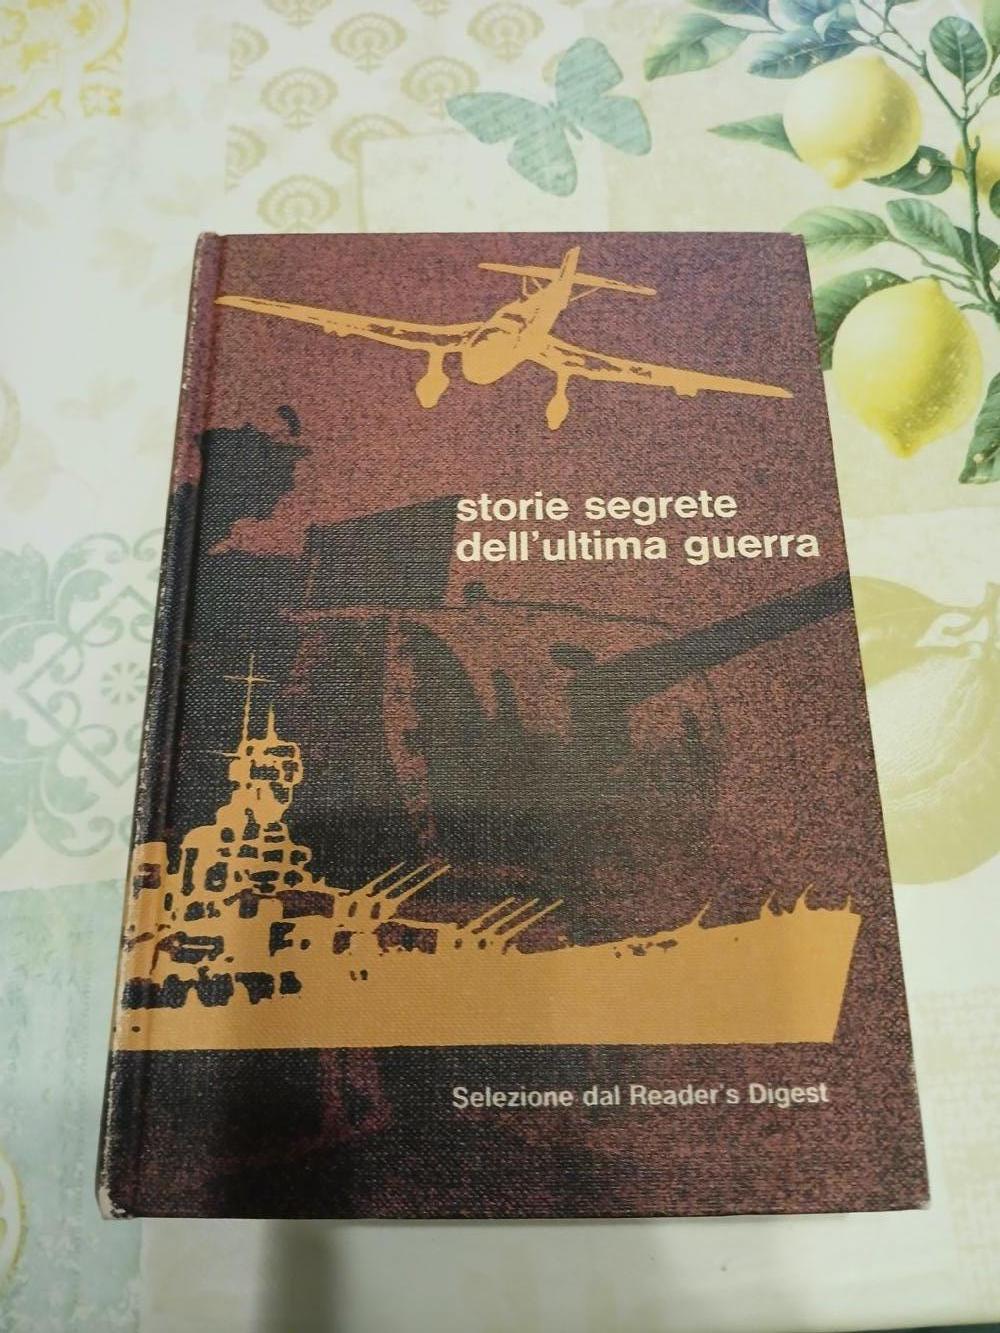 storie segrete
dell'ultima guerra
Selezione dal Reader's Digest